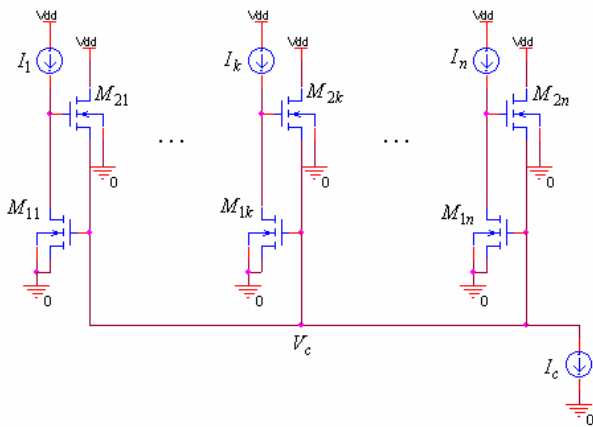 Vdd Vdd Vdd Vdd Vdd Vdd
I1 Ik In
M21 M2k M2n
... ...
0 0 0
M11 M1k M1n
0 0 0
Vc
Ic
0